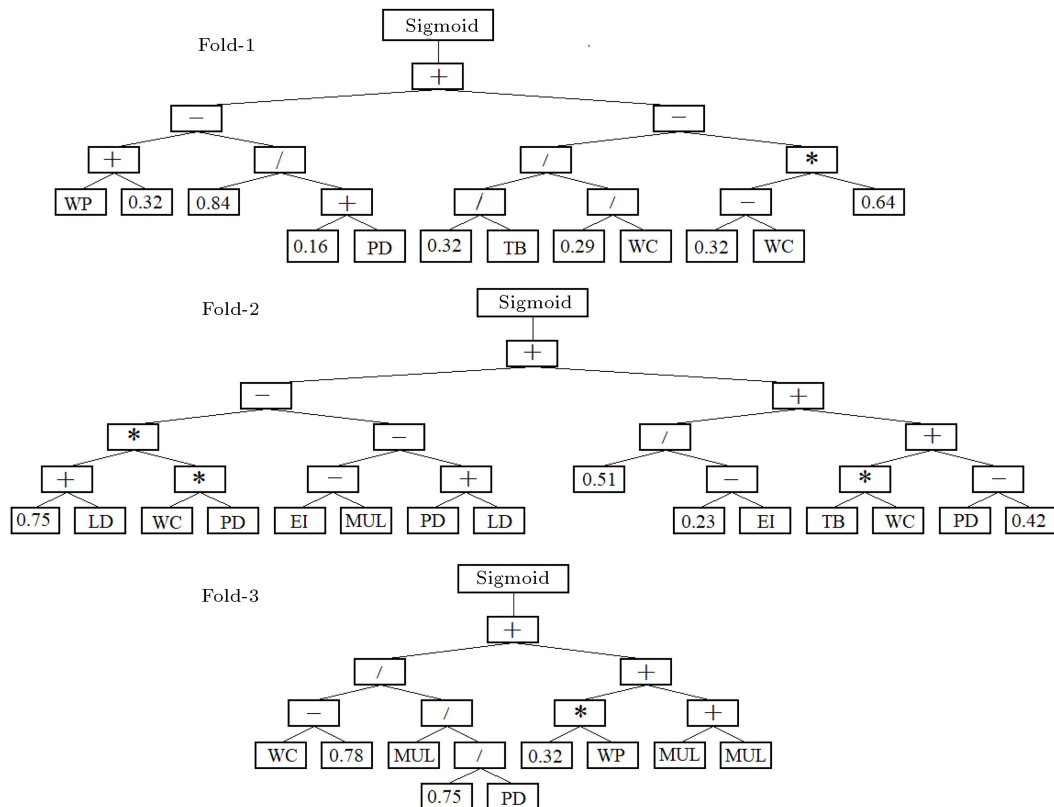 Sigmoid
Fold-1
+
− −
+ / / *
WP 0.32 0.84 + / / − 0.64
0.16 PD 0.32 TB 0.29 WC 0.32 WC
Sigmoid
Fold-2
+
− +
* − / +
+ * − + 0.51 − * −
0.75 LD WC PD EI MUL PD LD 0.23 EI TB WC PD 0.42
Sigmoid
Fold-3
+
/ +
− / * +
WC 0.78 MUL / 0.32 WP MUL MUL
0.75 PD